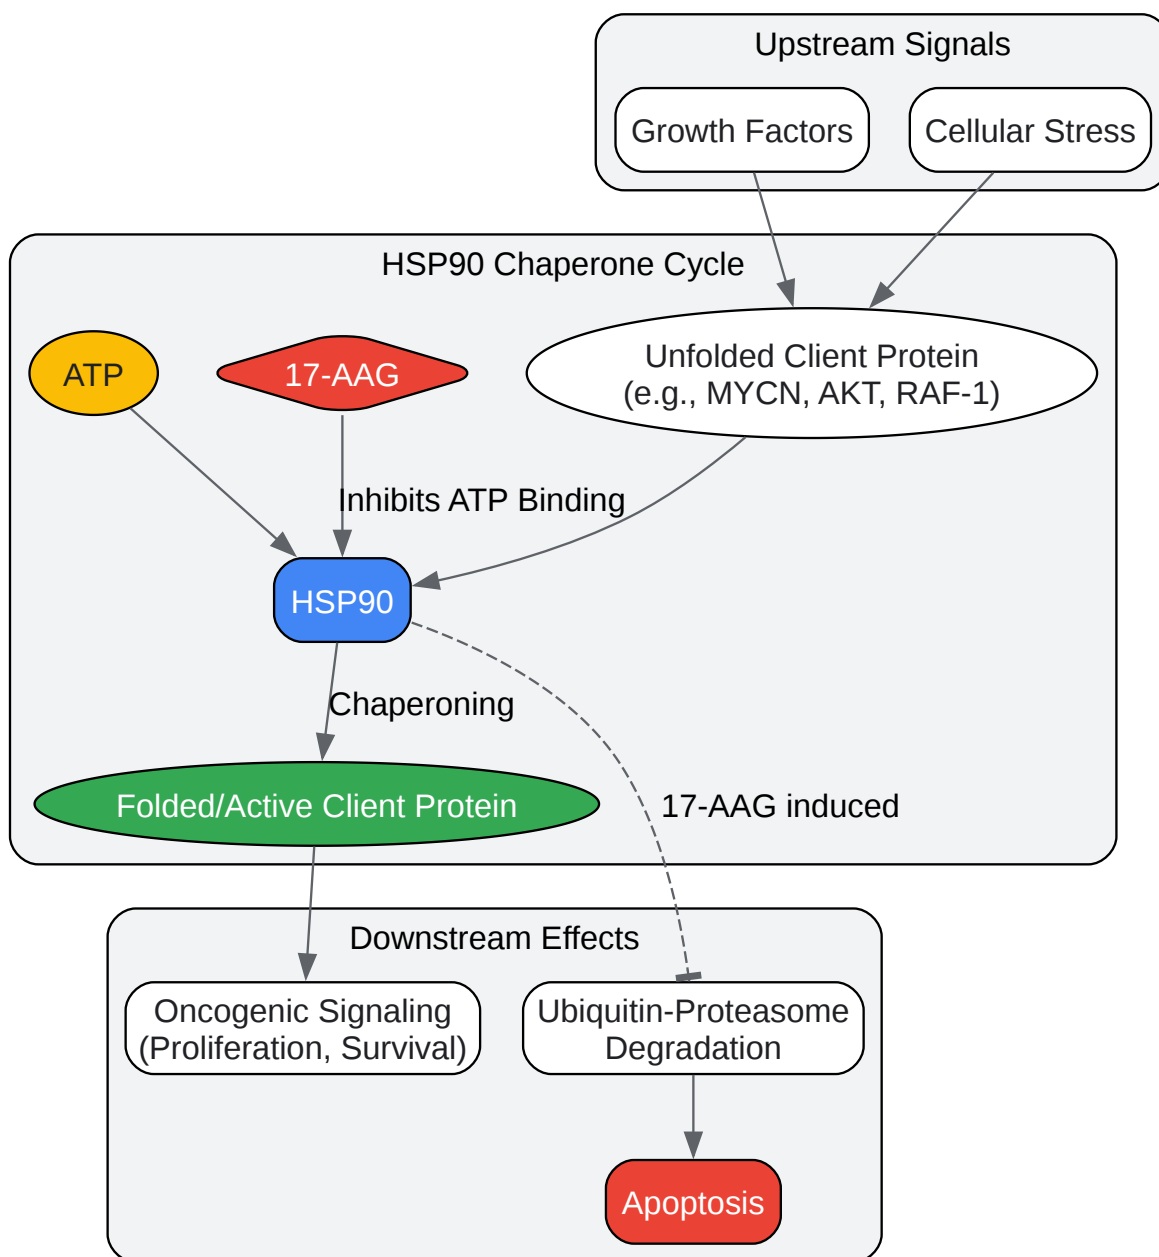 Upstream Signals
Growth Factors
Cellular Stress
HSP90 Chaperone Cycle
ATP
17-AAG
Unfolded Client Protein
(e.g., MYCN, AKT, RAF-1)
Inhibits ATP Binding
HSP90
Chaperoning
Folded/Active Client Protein
17-AAG induced
Downstream Effects
Oncogenic Signaling
(Proliferation, Survival)
Ubiquitin-Proteasome
Degradation
Apoptosis